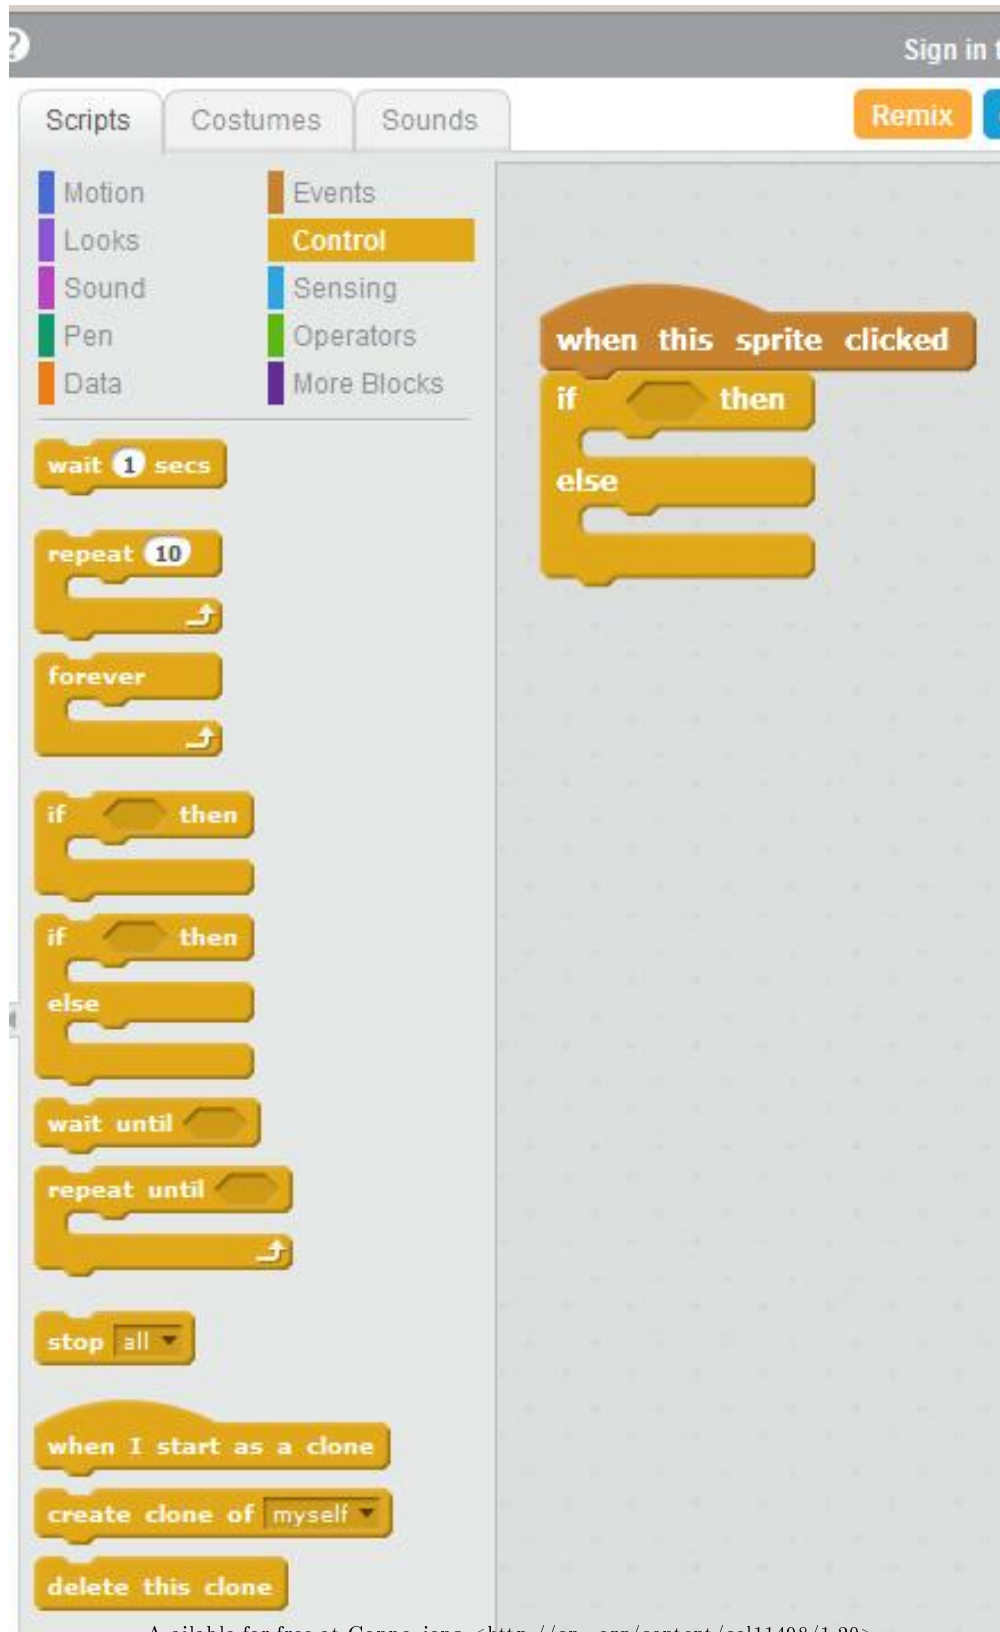 ?
Sign in
Scripts Costumes Sounds
Remix
Motion Events
Looks Control
Sound Sensing
Pen Operators
Data More Blocks
wait 1 secs
repeat 10
forever
if then
if then
else
wait until
repeat until
stop all
when I start as a clone
create clone of myself
delete this clone
when this sprite clicked
if then
else